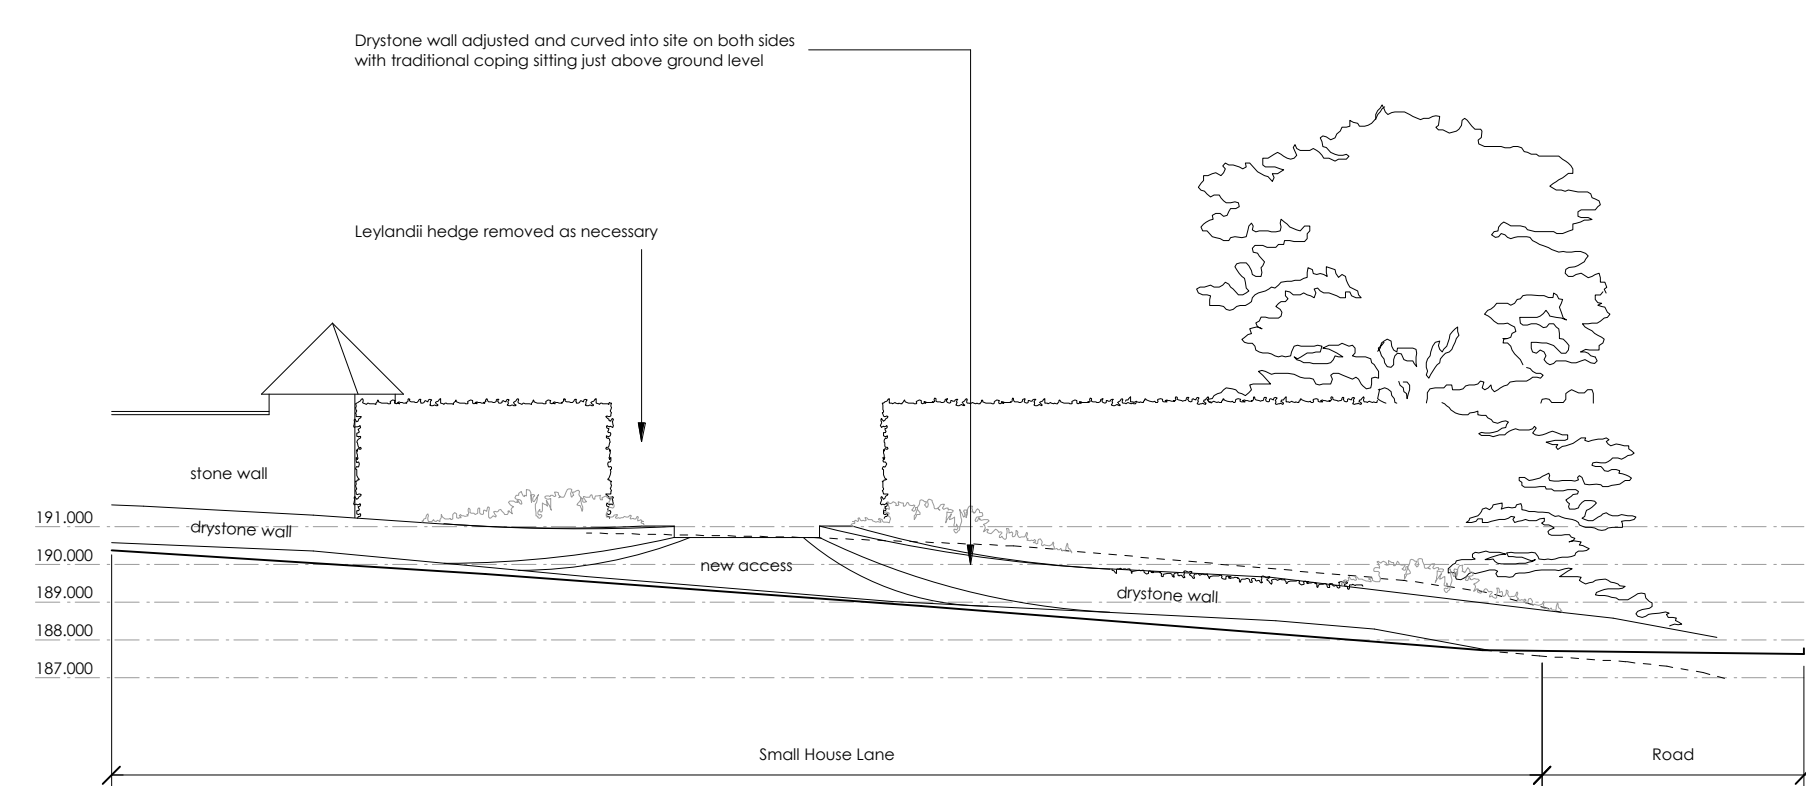 Drystone wall adjusted and curved into site on both sides
with traditional coping sitting just above ground level
Leylandii hedge removed as necessary
stone wall
191.000
drystone wall
190.000
new access
189.000
drystone wall
188.000
187.000
Small House Lane
Road